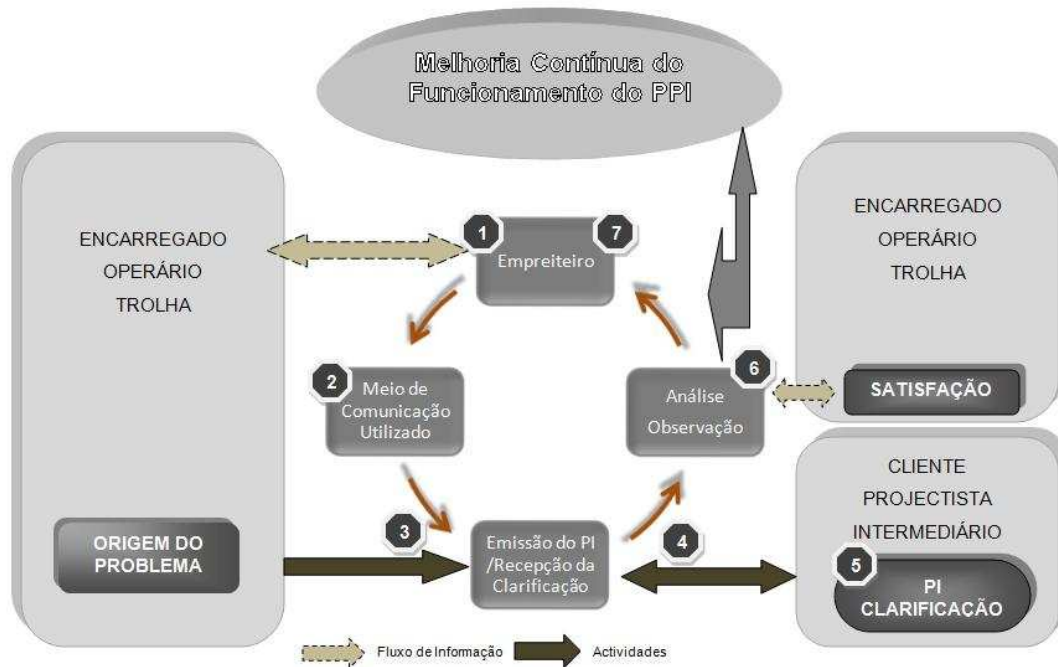 Melhoria Contínua do
Funcionamento do PPI
ENCARREGADO
OPERÁRIO
TROLHA
ORIGEM DO
PROBLEMA
1
7
Empreiteiro
2
Meio de
Comunicação
Utilizado
3
Emissão do PI
/Recepção da
Clarificação
4
6
Análise
Observação
ENCARREGADO
OPERÁRIO
TROLHA
SATISFAÇÃO
CLIENTE
PROJECTISTA
INTERMEDIÁRIO
5
PI
CLARIFICAÇÃO
Fluxo de Informação
Actividades